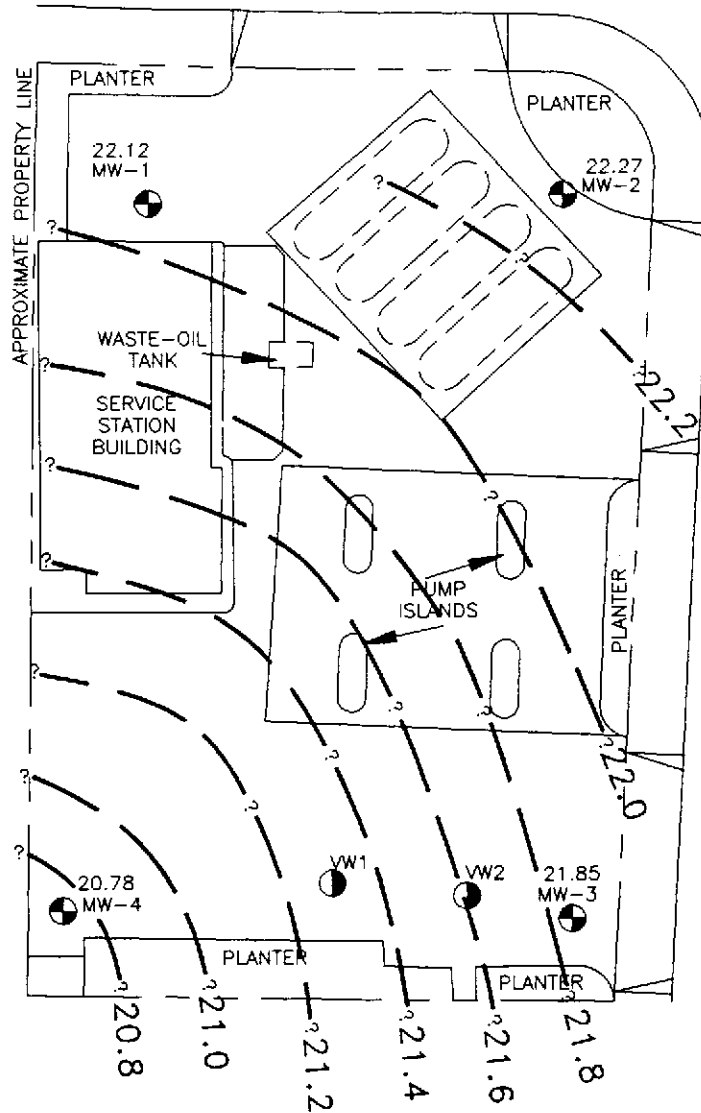 PLANTER
PLANTER
APPROXIMATE PROPERTY LINE
22.12
MW-1
22.27
MW-2
?
?
?
?
WASTE-OIL
TANK
?
22.2
SERVICE
STATION
BUILDING
?
?
?
PUMP
ISLANDS
PLANTER
?
?
?
?
?
22.0
?
?
?
VW1
VW2
20.78
MW-4
21.85
MW-3
PLANTER
PLANTER
?
20.8
?
21.0
?
21.2
?
21.4
?
21.6
?
21.8